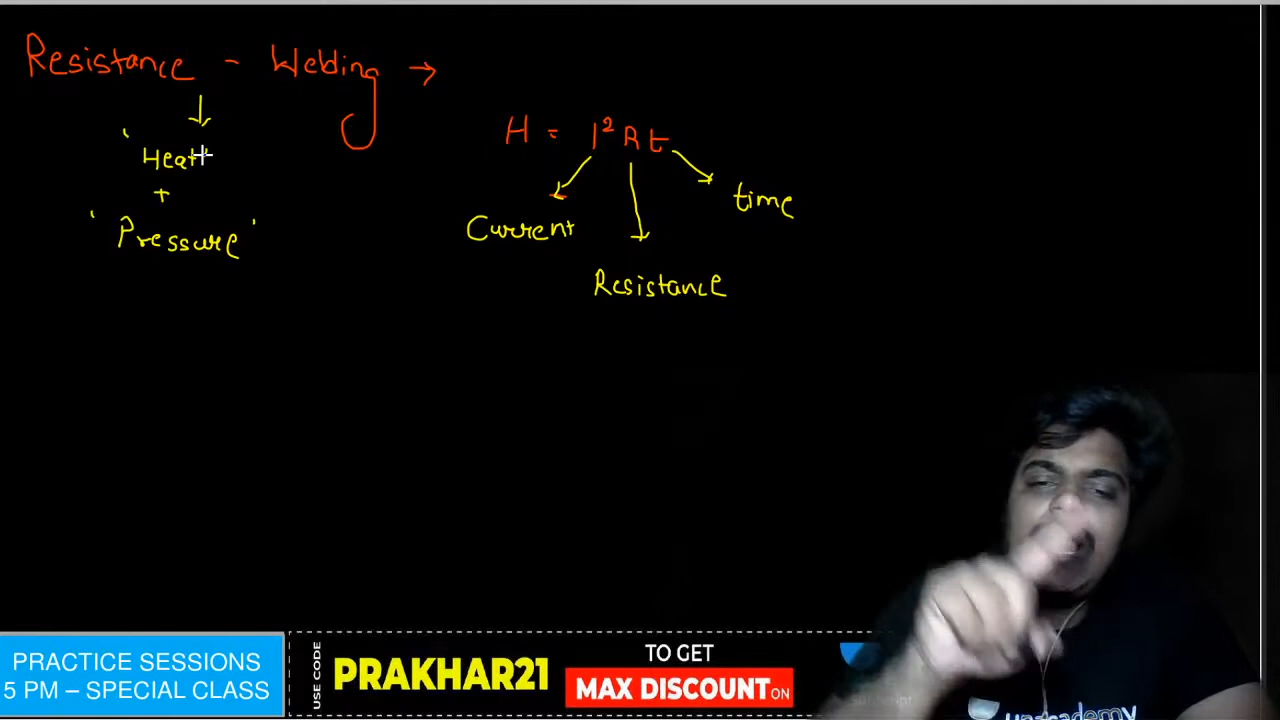 Resistance - Welding →
H = I²Rt
'Heat'
+
'Pressure'
Current
time
Resistance
PRACTICE SESSIONS
5 PM – SPECIAL CLASS
USE CODE
PRAKHAR21
TO GET
MAX DISCOUNT ON